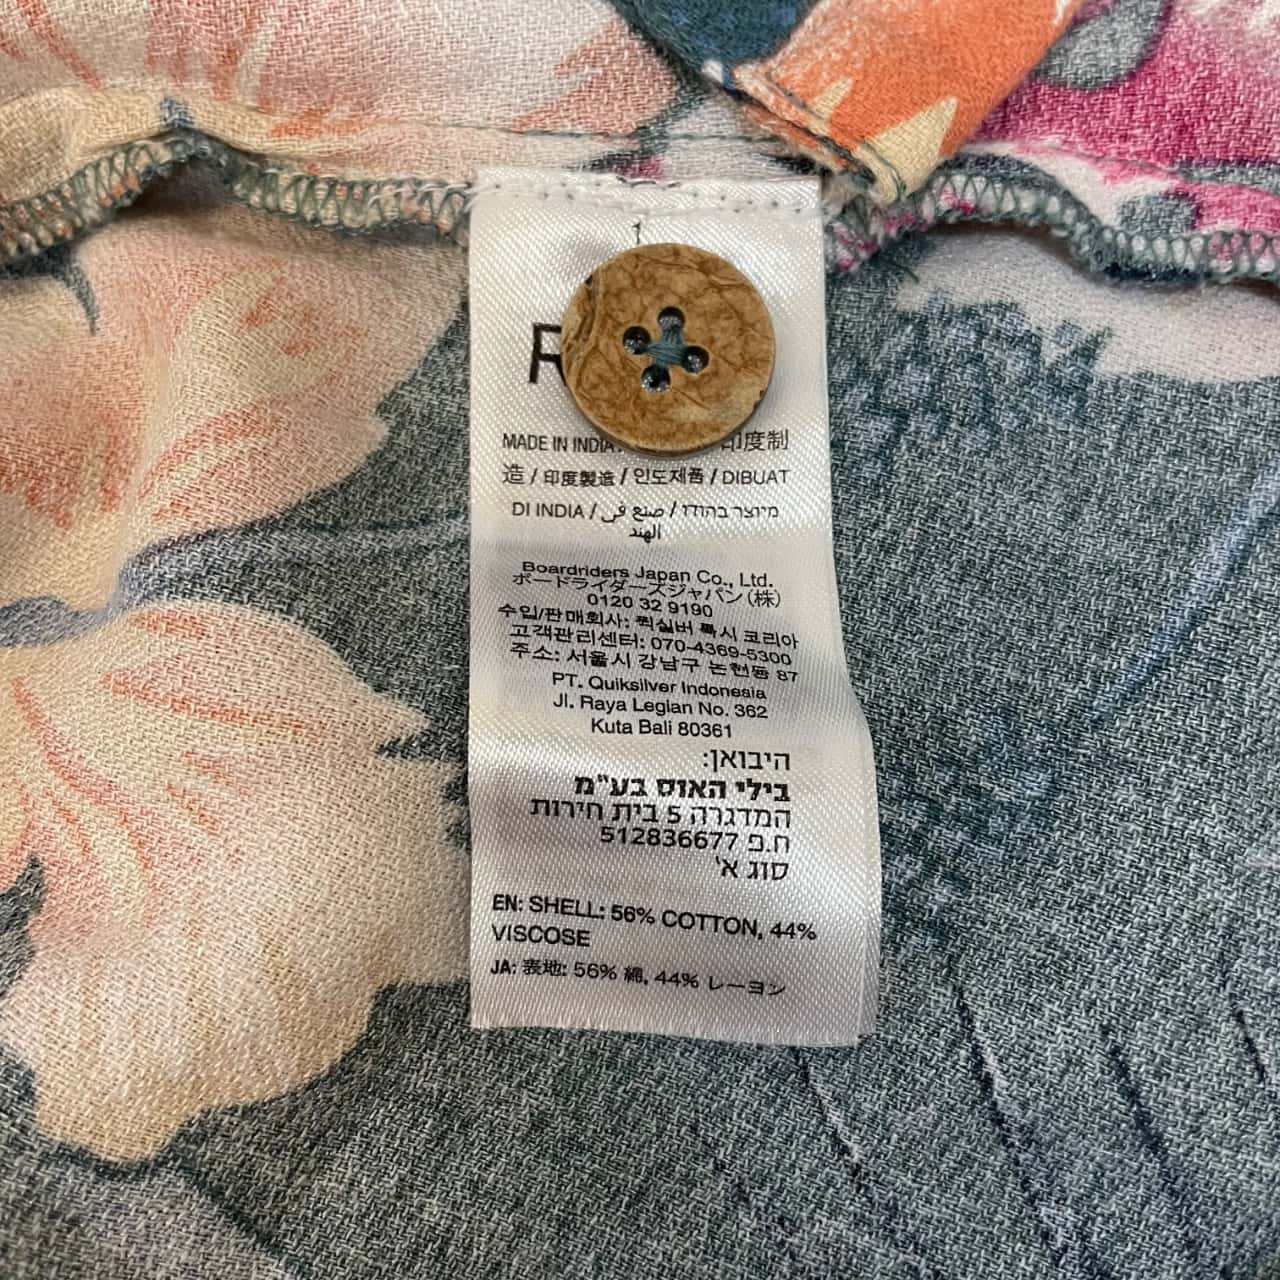 1
R
MADE IN INDIA 印度制
造 / 印度製造 / 인도제품 / DIBUAT
DI INDIA / صنع في / מיוצר בהודו
الهند
Boardriders Japan Co., Ltd.
ボードライダーズジャパン(株)
0120 32 9190
수입/판매회사: 퀵실버 록시 코리아
고객관리센터: 070-4369-5300
주소: 서울시 강남구 논현동 87
PT. Quiksilver Indonesia
Jl. Raya Legian No. 362
Kuta Bali 80361
היבואן:
בילי האוס בע"מ
המדגרה 5 בית חירות
ח.פ 512836677
סוג א'
EN: SHELL: 56% COTTON, 44%
VISCOSE
JA: 表地: 56% 綿, 44% レーヨン